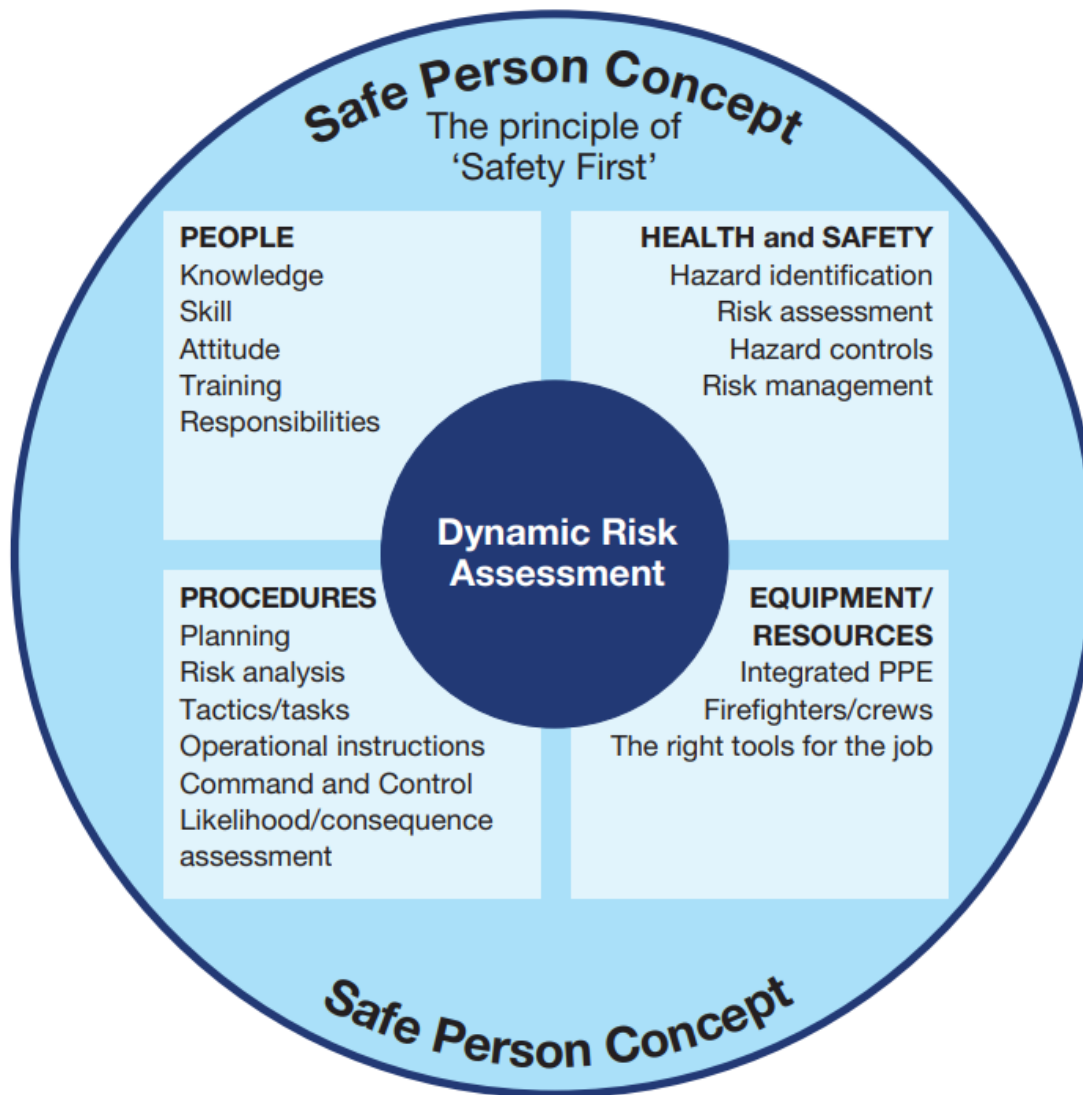 Safe Person Concept
The principle of
‘Safety First’
PEOPLE
Knowledge
Skill
Attitude
Training
Responsibilities
HEALTH and SAFETY
Hazard identification
Risk assessment
Hazard controls
Risk management
Dynamic Risk
Assessment
PROCEDURES
Planning
Risk analysis
Tactics/tasks
Operational instructions
Command and Control
Likelihood/consequence
assessment
EQUIPMENT/
RESOURCES
Integrated PPE
Firefighters/crews
The right tools for the job
Safe Person Concept